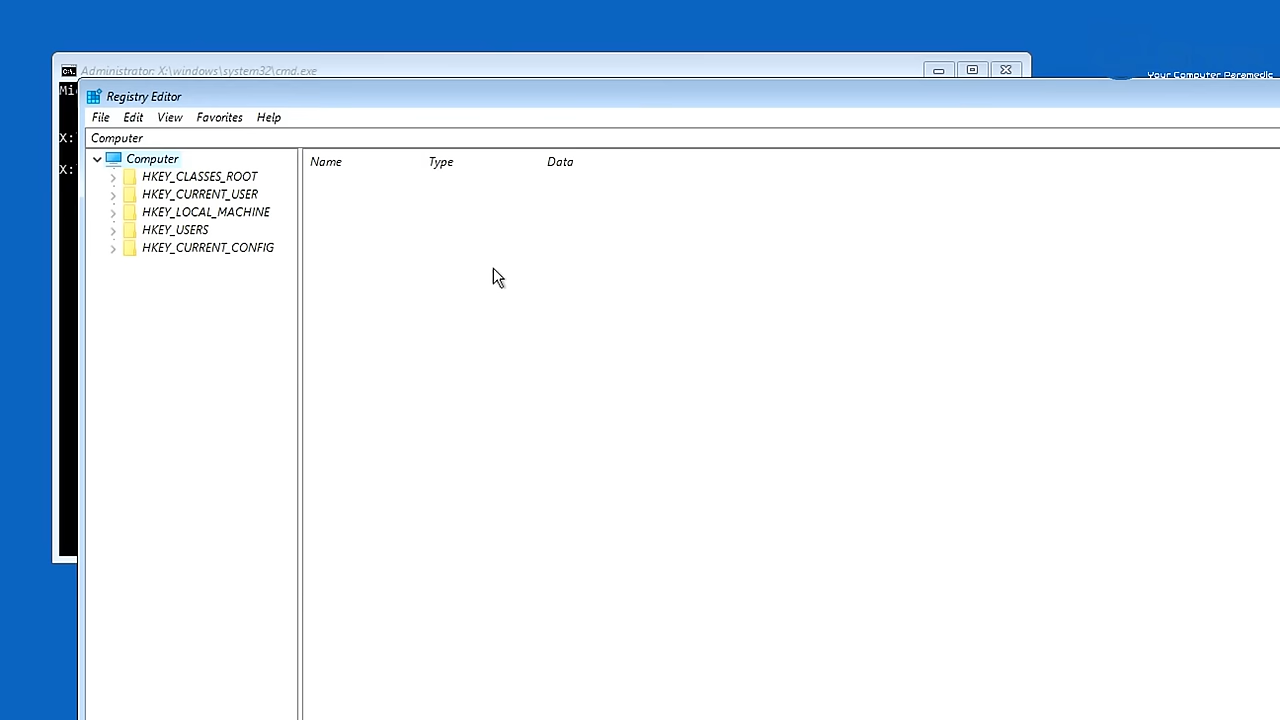 Your Computer Paramedic
Administrator: X:\windows\system32\cmd.exe
Mi
Registry Editor
File Edit View Favorites Help
X:
Computer
Computer
Name Type Data
X:
HKEY_CLASSES_ROOT
HKEY_CURRENT_USER
HKEY_LOCAL_MACHINE
HKEY_USERS
HKEY_CURRENT_CONFIG